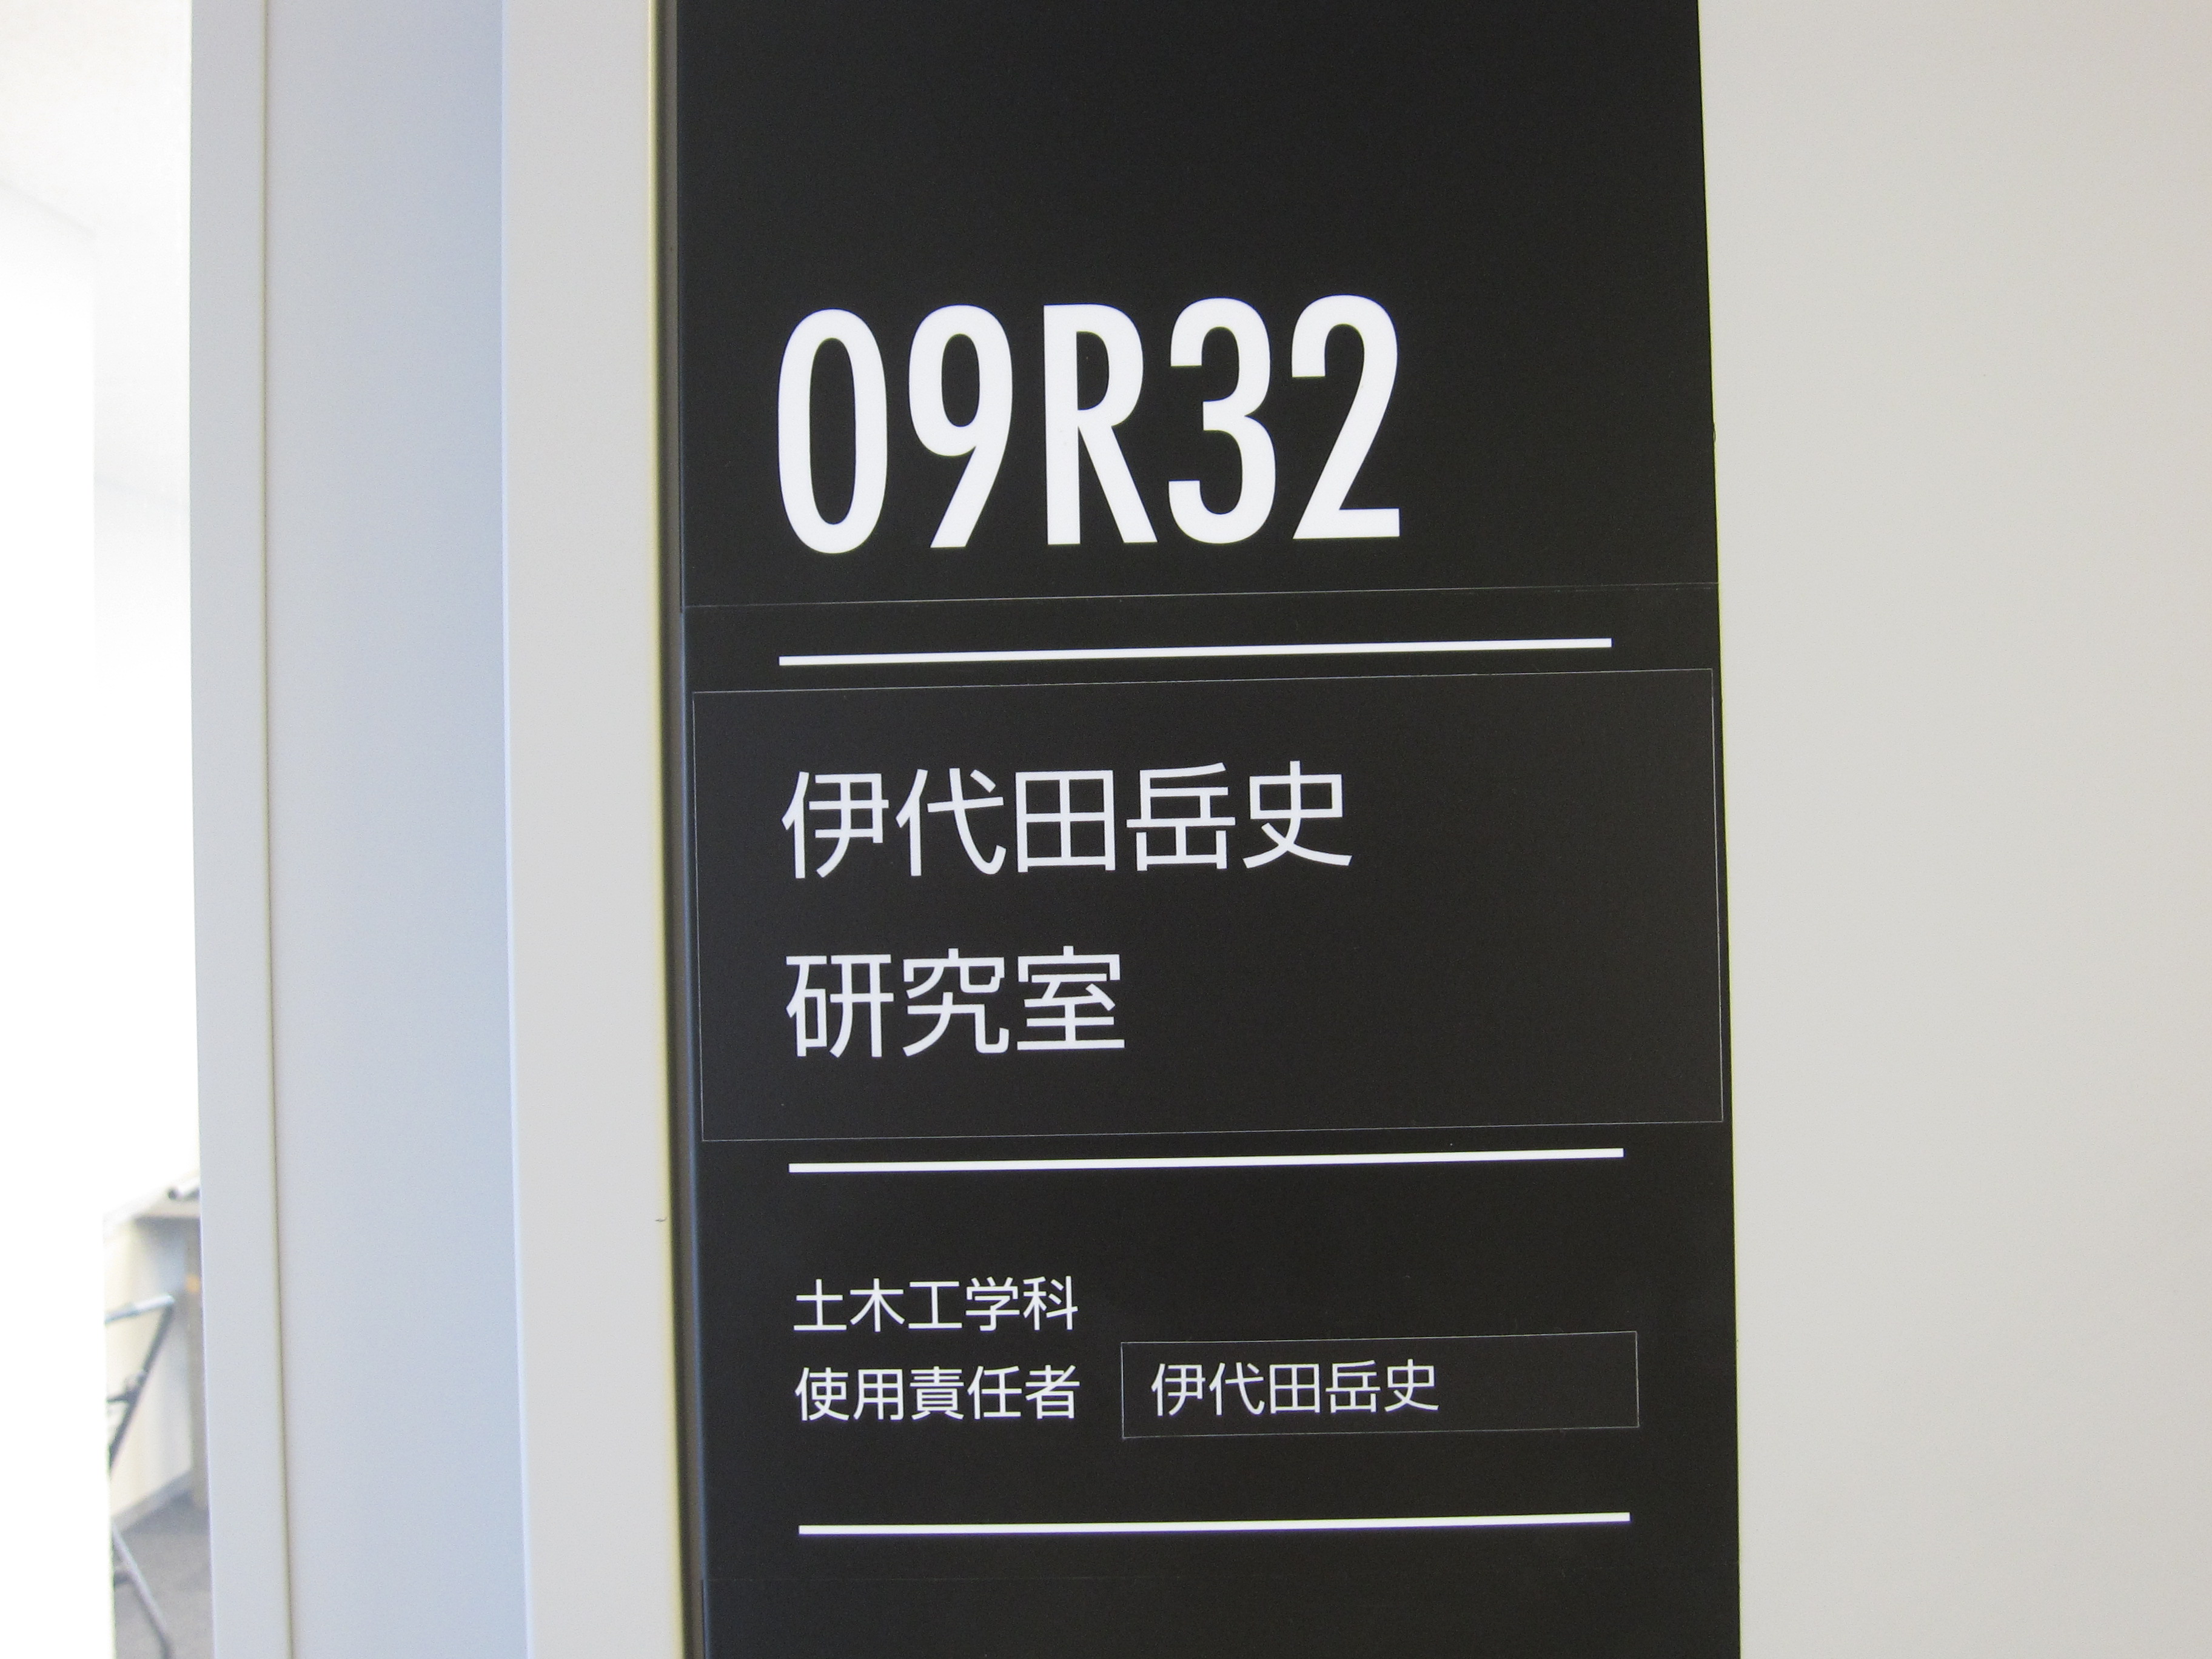 09R32
伊代田岳史
研究室
土木工学科
使用責任者 伊代田岳史